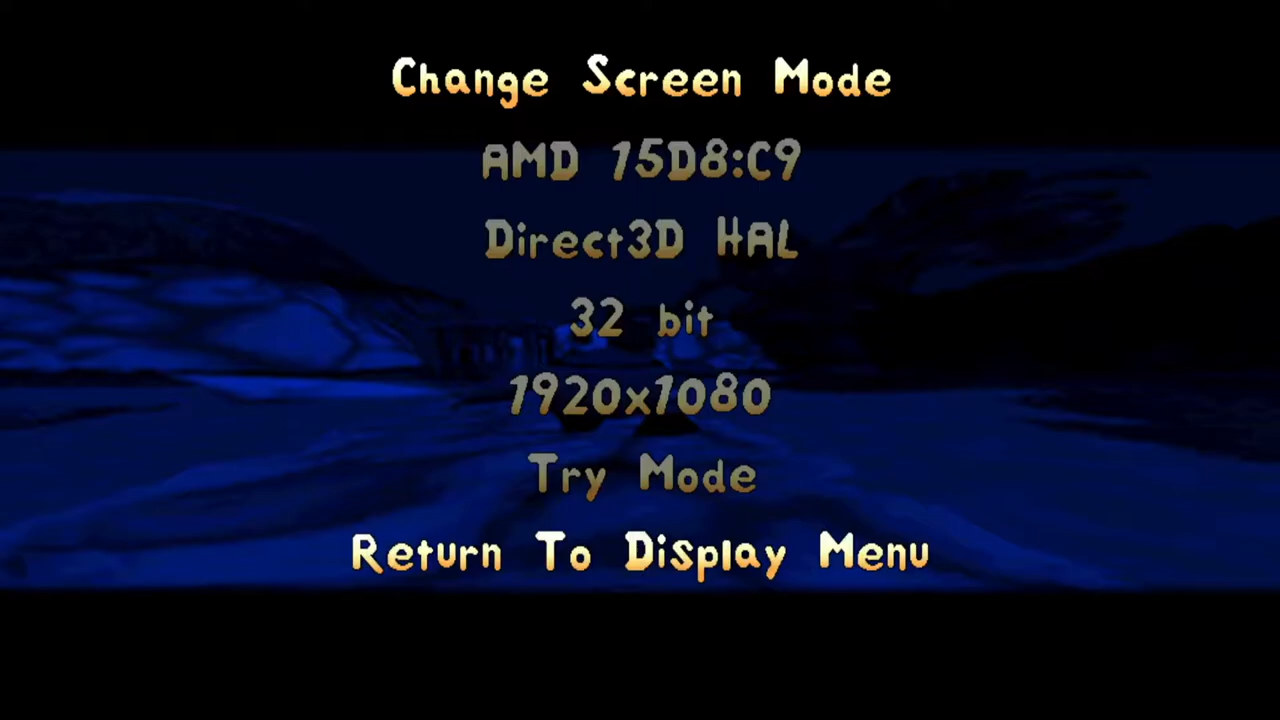 Change Screen Mode
AMD 15D8:C9
Direct3D HAL
32 bit
1920x1080
Try Mode
Return To Display Menu